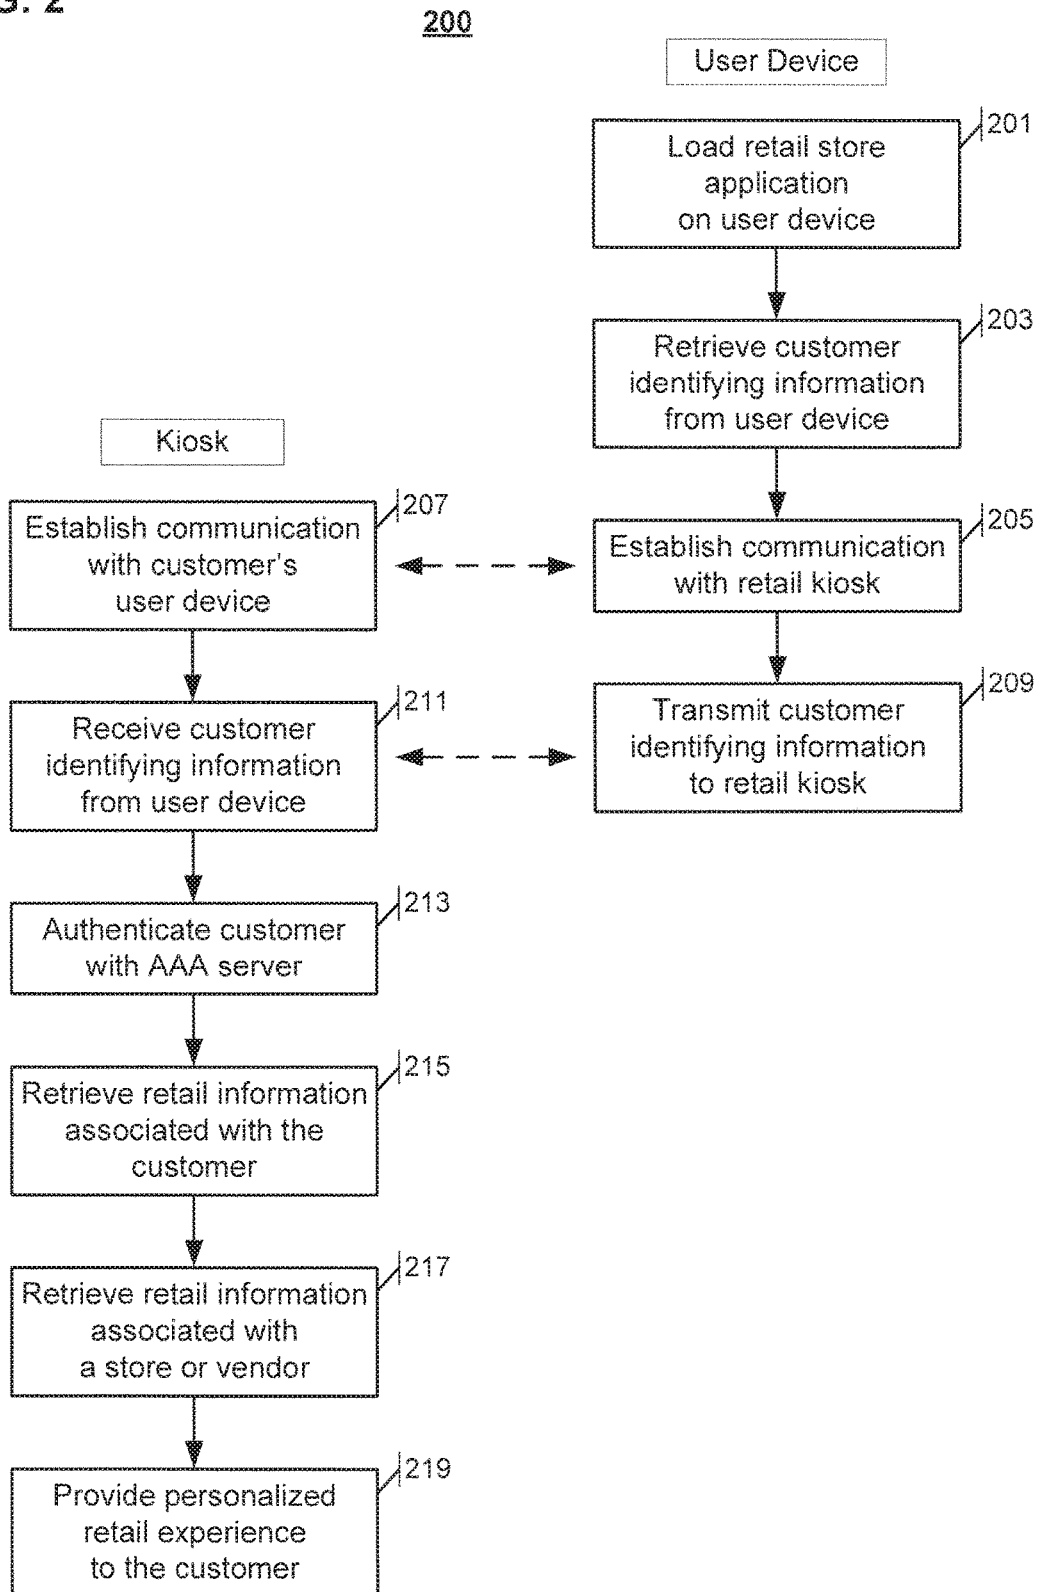 G. 2
200
User Device
201
Load retail store
application
on user device
203
Retrieve customer
identifying information
from user device
Kiosk
207
Establish communication
with customer's
user device
205
Establish communication
with retail kiosk
211
Receive customer
identifying information
from user device
209
Transmit customer
identifying information
to retail kiosk
213
Authenticate customer
with AAA server
215
Retrieve retail information
associated with the
customer
217
Retrieve retail information
associated with
a store or vendor
219
Provide personalized
retail experience
to the customer